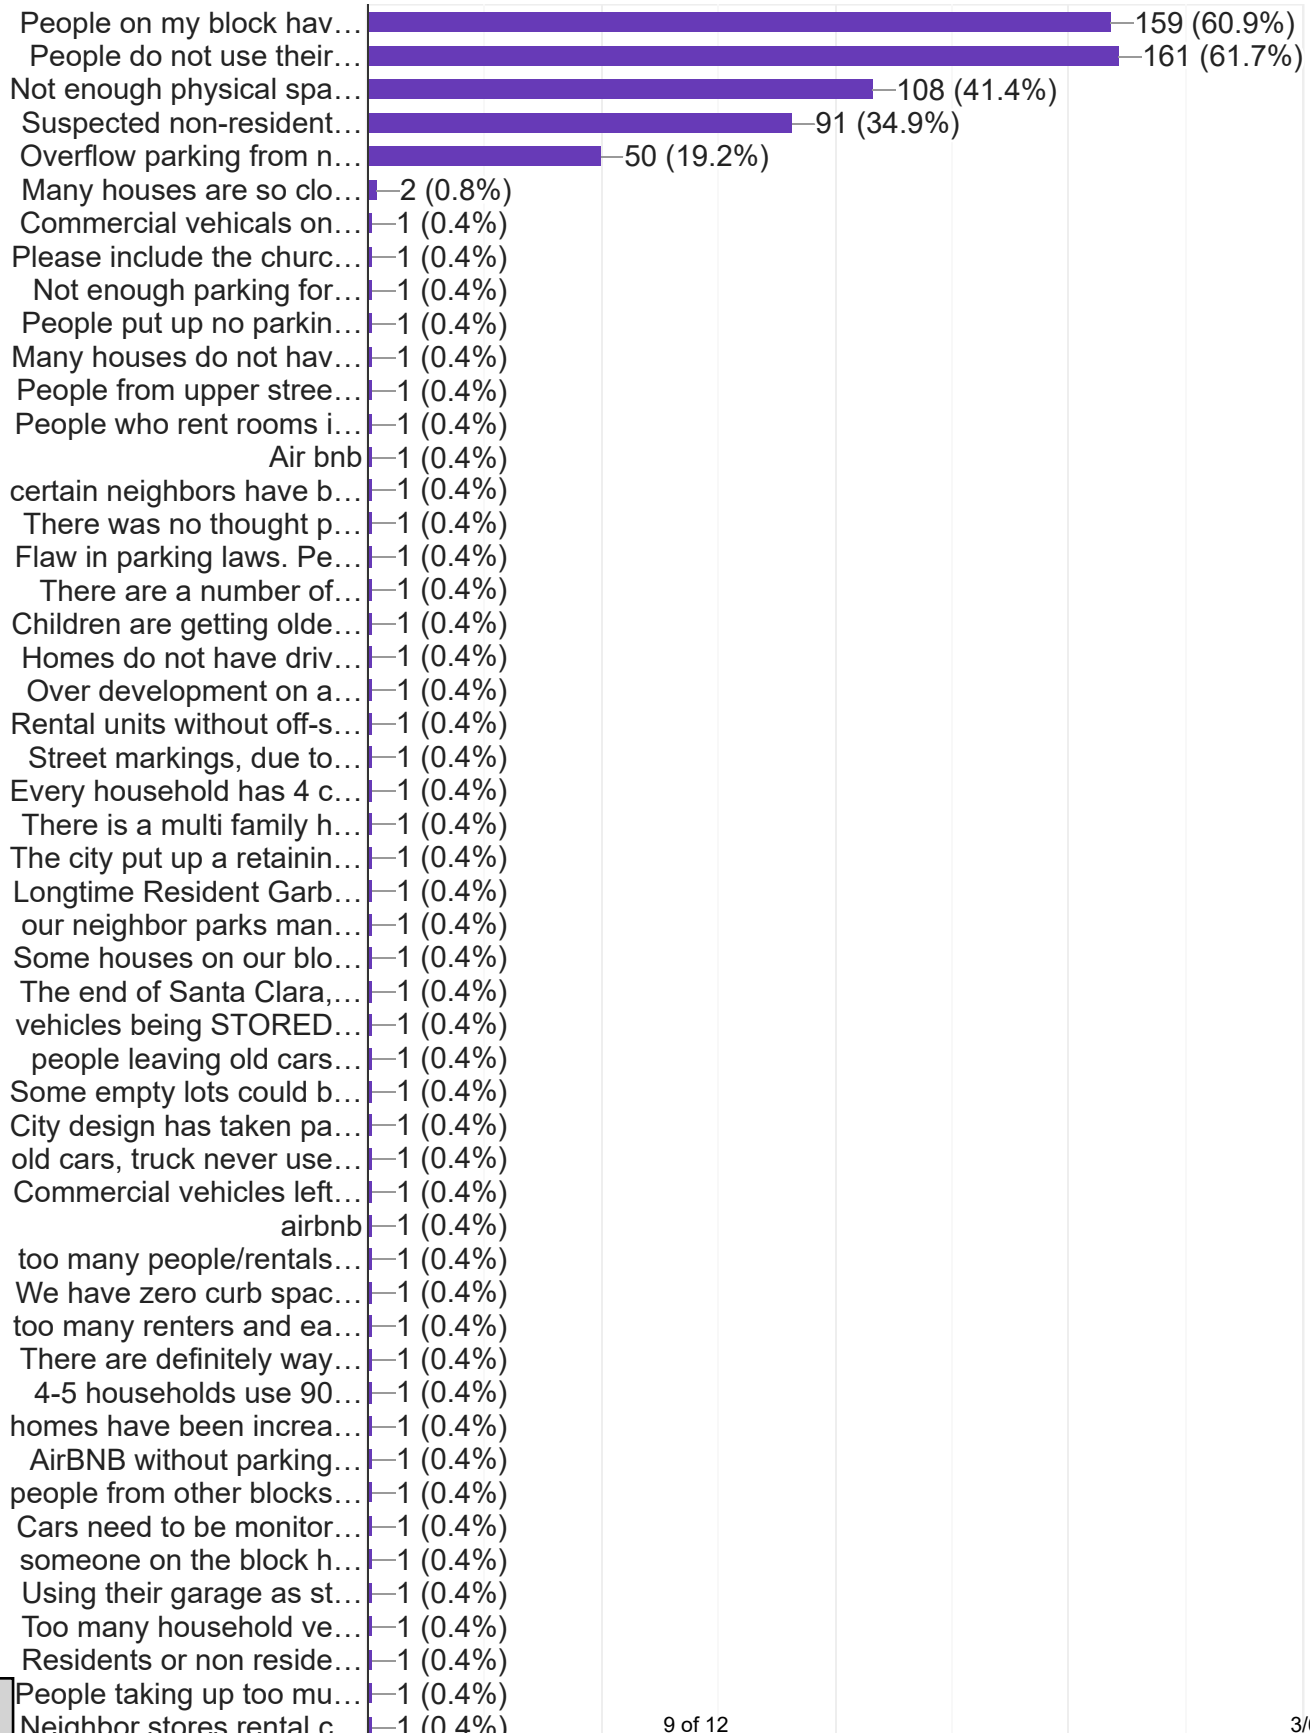 People on my block hav… 159 (60.9%)
People do not use their… 161 (61.7%)
Not enough physical spa… 108 (41.4%)
Suspected non-resident… 91 (34.9%)
Overflow parking from n… 50 (19.2%)
Many houses are so clo… 2 (0.8%)
Commercial vehicals on… 1 (0.4%)
Please include the churc… 1 (0.4%)
Not enough parking for… 1 (0.4%)
People put up no parkin… 1 (0.4%)
Many houses do not hav… 1 (0.4%)
People from upper stree… 1 (0.4%)
People who rent rooms i… 1 (0.4%)
Air bnb 1 (0.4%)
certain neighbors have b… 1 (0.4%)
There was no thought p… 1 (0.4%)
Flaw in parking laws. Pe… 1 (0.4%)
There are a number of… 1 (0.4%)
Children are getting olde… 1 (0.4%)
Homes do not have driv… 1 (0.4%)
Over development on a… 1 (0.4%)
Rental units without off-s… 1 (0.4%)
Street markings, due to… 1 (0.4%)
Every household has 4 c… 1 (0.4%)
There is a multi family h… 1 (0.4%)
The city put up a retainin… 1 (0.4%)
Longtime Resident Garb… 1 (0.4%)
our neighbor parks man… 1 (0.4%)
Some houses on our blo… 1 (0.4%)
The end of Santa Clara,… 1 (0.4%)
vehicles being STORED… 1 (0.4%)
people leaving old cars… 1 (0.4%)
Some empty lots could b… 1 (0.4%)
City design has taken pa… 1 (0.4%)
old cars, truck never use… 1 (0.4%)
Commercial vehicles left… 1 (0.4%)
airbnb 1 (0.4%)
too many people/rentals… 1 (0.4%)
We have zero curb spac… 1 (0.4%)
too many renters and ea… 1 (0.4%)
There are definitely way… 1 (0.4%)
4-5 households use 90… 1 (0.4%)
homes have been increa… 1 (0.4%)
AirBNB without parking… 1 (0.4%)
people from other blocks… 1 (0.4%)
Cars need to be monitor… 1 (0.4%)
someone on the block h… 1 (0.4%)
Using their garage as st… 1 (0.4%)
Too many household ve… 1 (0.4%)
Residents or non reside… 1 (0.4%)
People taking up too mu… 1 (0.4%)
Neighbor stores rental c… 1 (0.4%)
9 of 12